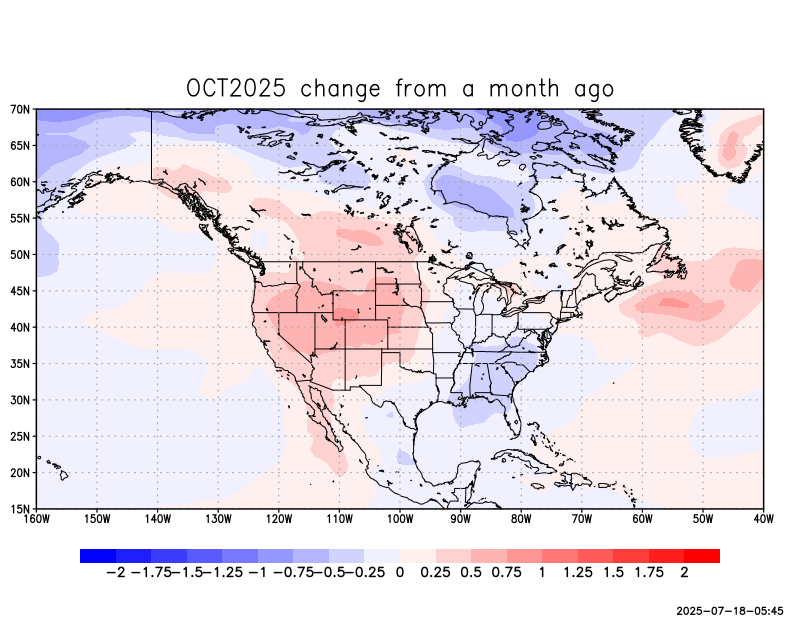 OCT2025 change from a month ago
70N
65N
60N
55N
50N
45N
40N
35N
30N
25N
20N
15N
160W 150W 140W 130W 120W 110W 100W 90W 80W 70W 60W 50W 40W
-2 -1.75 -1.5 -1.25 -1 -0.75 -0.5 -0.25 0 0.25 0.5 0.75 1 1.25 1.5 1.75 2
2025-07-18-05:45